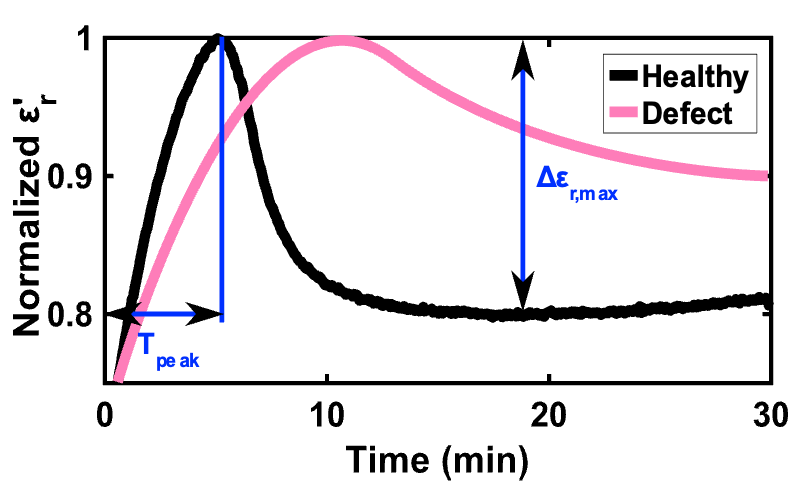 Normalized ε'r
1
0.9
0.8
Healthy
Defect
Δεr,max
Tpeak
0
10
20
30
Time (min)